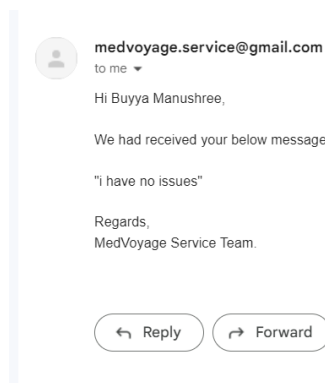 medvoyage.service@gmail.com
to me
Hi Buyya Manushree,
We had received your below message
"i have no issues"
Regards,
MedVoyage Service Team.
Reply Forward